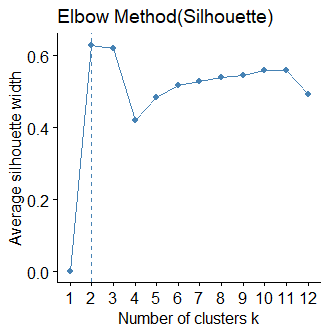 Elbow Method(Silhouette)
Average silhouette width
0.6
0.4
0.2
0.0
1 2 3 4 5 6 7 8 9 10 11 12
Number of clusters k